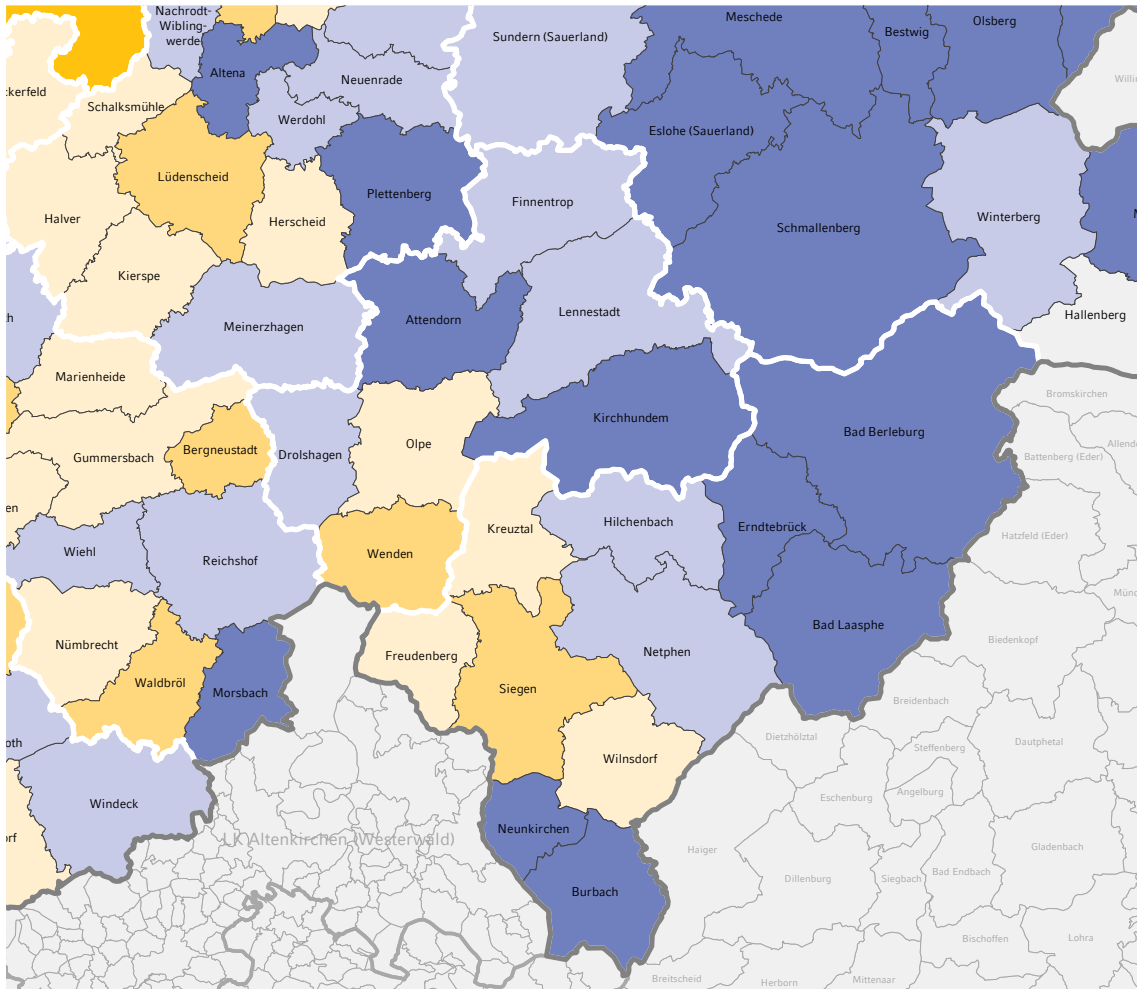 Nachrodt-
Wibling-
werde
Meschede
Bestwig
Olsberg
Sundern (Sauerland)
Altena
Neuenrade
ckerfeld
Schalksmühle
Werdohl
Eslohe (Sauerland)
Lüdenscheid
Plettenberg
Finnentrop
Halver
Herscheid
Schmallenberg
Winterberg
Kierspe
Meinerzhagen
Attendorn
Lennestadt
Hallenberg
Marienheide
Bromskirchen
Kirchhundem
Bad Berleburg
Olpe
Bergneustadt
Drolshagen
Gummersbach
Battenberg (Eder)
Allend
en
Kreuztal
Hilchenbach
Erndtebrück
Hatzfeld (Eder)
Wiehl
Reichshof
Wenden
Münc
Bad Laasphe
Biedenkopf
Nümbrecht
Freudenberg
Netphen
Waldbröl
Morsbach
Siegen
Breidenbach
oth
Dietzhölztal
Steffenberg
Dautphetal
Wilnsdorf
Angelburg
Eschenburg
Windeck
Neunkirchen
LK Altenkirchen (Westerwald)
Haiger
Gladenbach
Dillenburg
Siegbach
Bad Endbach
Burbach
Bischoffen
Lohra
Breitscheid
Herborn
Mittenaar